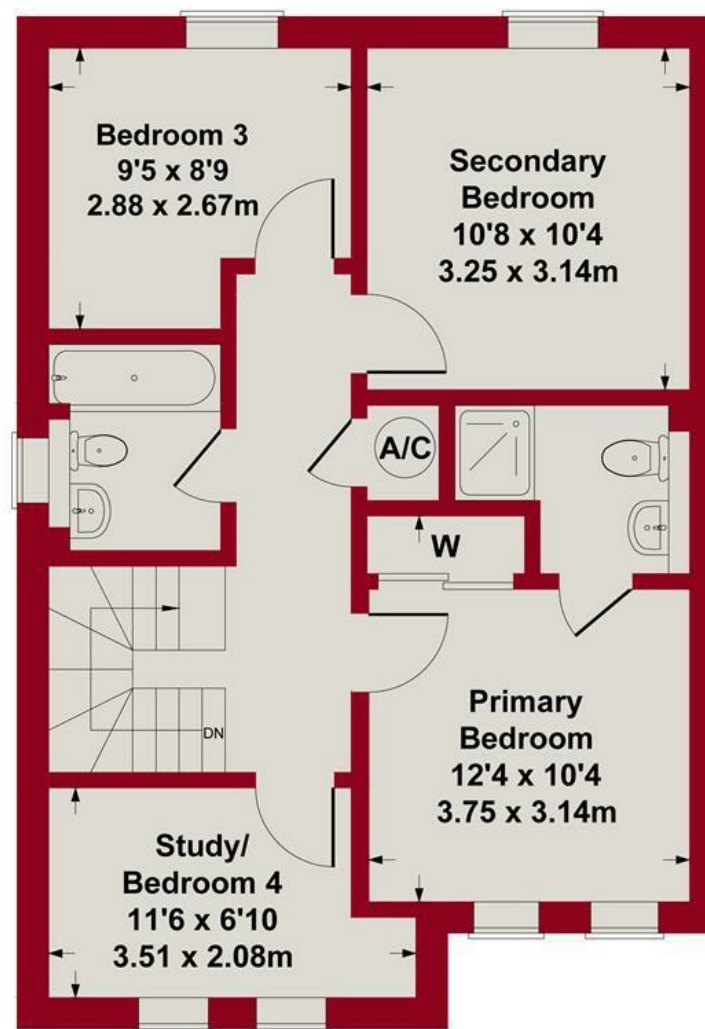 Bedroom 3
9'5 x 8'9
2.88 x 2.67m
Secondary
Bedroom
10'8 x 10'4
3.25 x 3.14m
A/C
W
DN
Primary
Bedroom
12'4 x 10'4
3.75 x 3.14m
Study/
Bedroom 4
11'6 x 6'10
3.51 x 2.08m